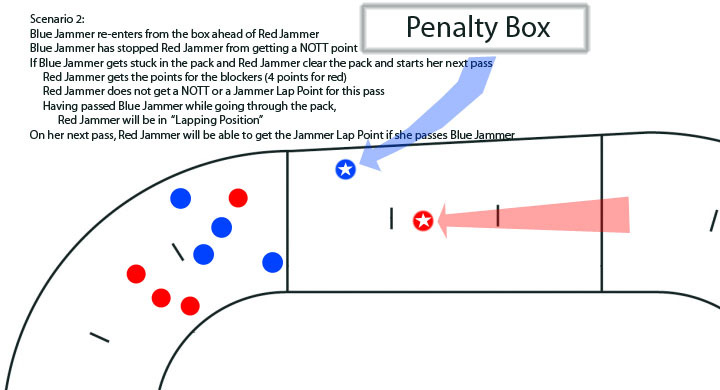 Scenario 2:
Blue Jammer re-enters from the box ahead of Red Jammer
Blue Jammer has stopped Red Jammer from getting a NOTT point
If Blue Jammer gets stuck in the pack and Red Jammer clear the pack and starts her next pass
Red Jammer gets the points for the blockers (4 points for red)
Red Jammer does not get a NOTT or a Jammer Lap Point for this pass
Having passed Blue Jammer while going through the pack,
Red Jammer will be in “Lapping Position”
On her next pass, Red Jammer will be able to get the Jammer Lap Point if she passes Blue Jammer
Penalty Box